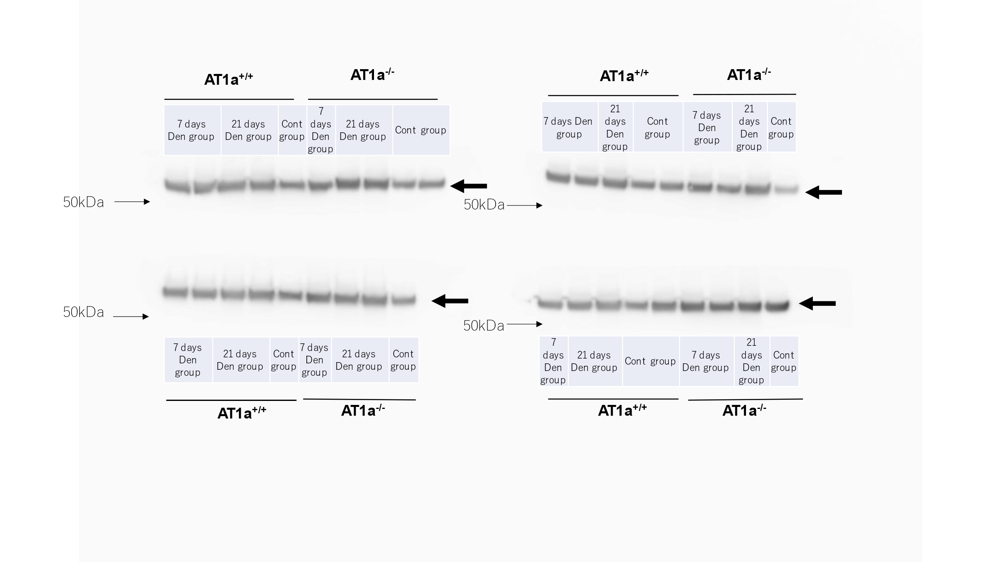 AT1a+/+
AT1a-/-
7 days
Den group
21 days
Den group
Cont
group
7
days
Den
group
21 days
Den group
Cont group
50kDa
AT1a+/+
AT1a-/-
7 days Den
group
21
days
Den
group
Cont
group
7 days
Den
group
21
days
Den
group
Cont
group
50kDa
50kDa
7 days
Den
group
21 days
Den group
Cont
group
7 days
Den
group
21 days
Den group
Cont
group
AT1a+/+
AT1a-/-
50kDa
7
days
Den
group
21 days
Den group
Cont group
7 days
Den group
21
days
Den
group
Cont
group
AT1a+/+
AT1a-/-